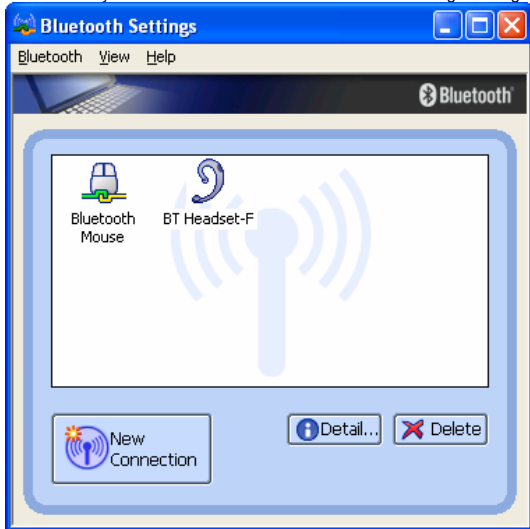 Bluetooth Settings
Bluetooth View Help
Bluetooth
Bluetooth
Mouse
BT Headset-F
New
Connection
Detail...
Delete